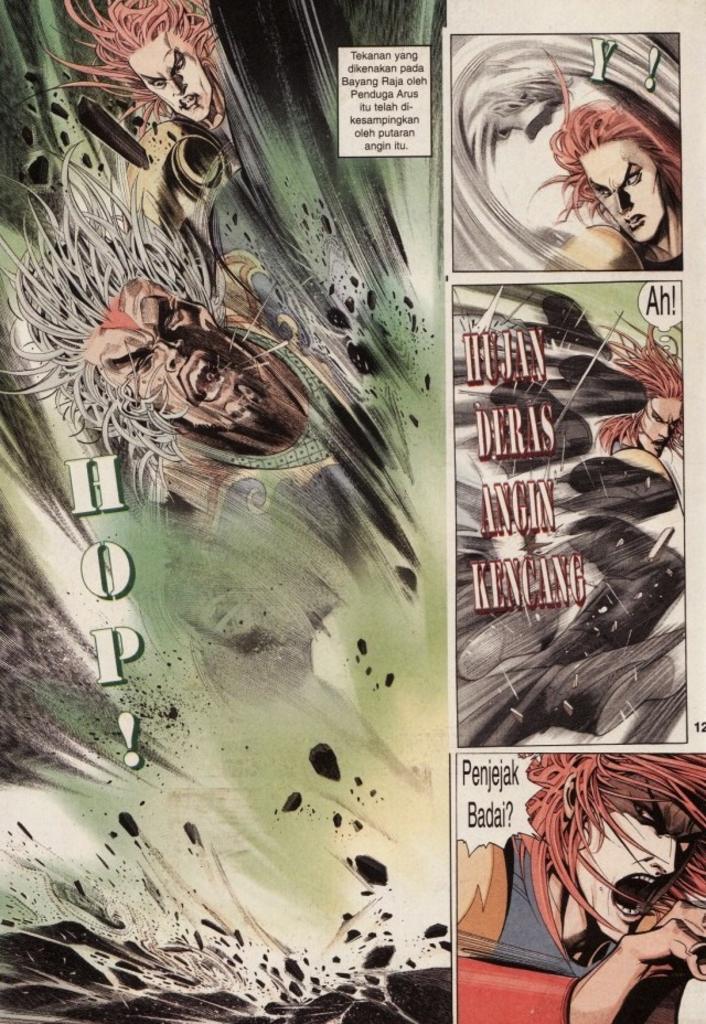 Tekanan yang
dikenakan pada
Bayang Raja oleh
Penduga Arus
itu telah di-
kesampingkan
oleh putaran
angin itu.
HOP!
Y!
Ah!
HUJAN
DERAS
ANGIN
KENCANG
12
Penjejak
Badai?